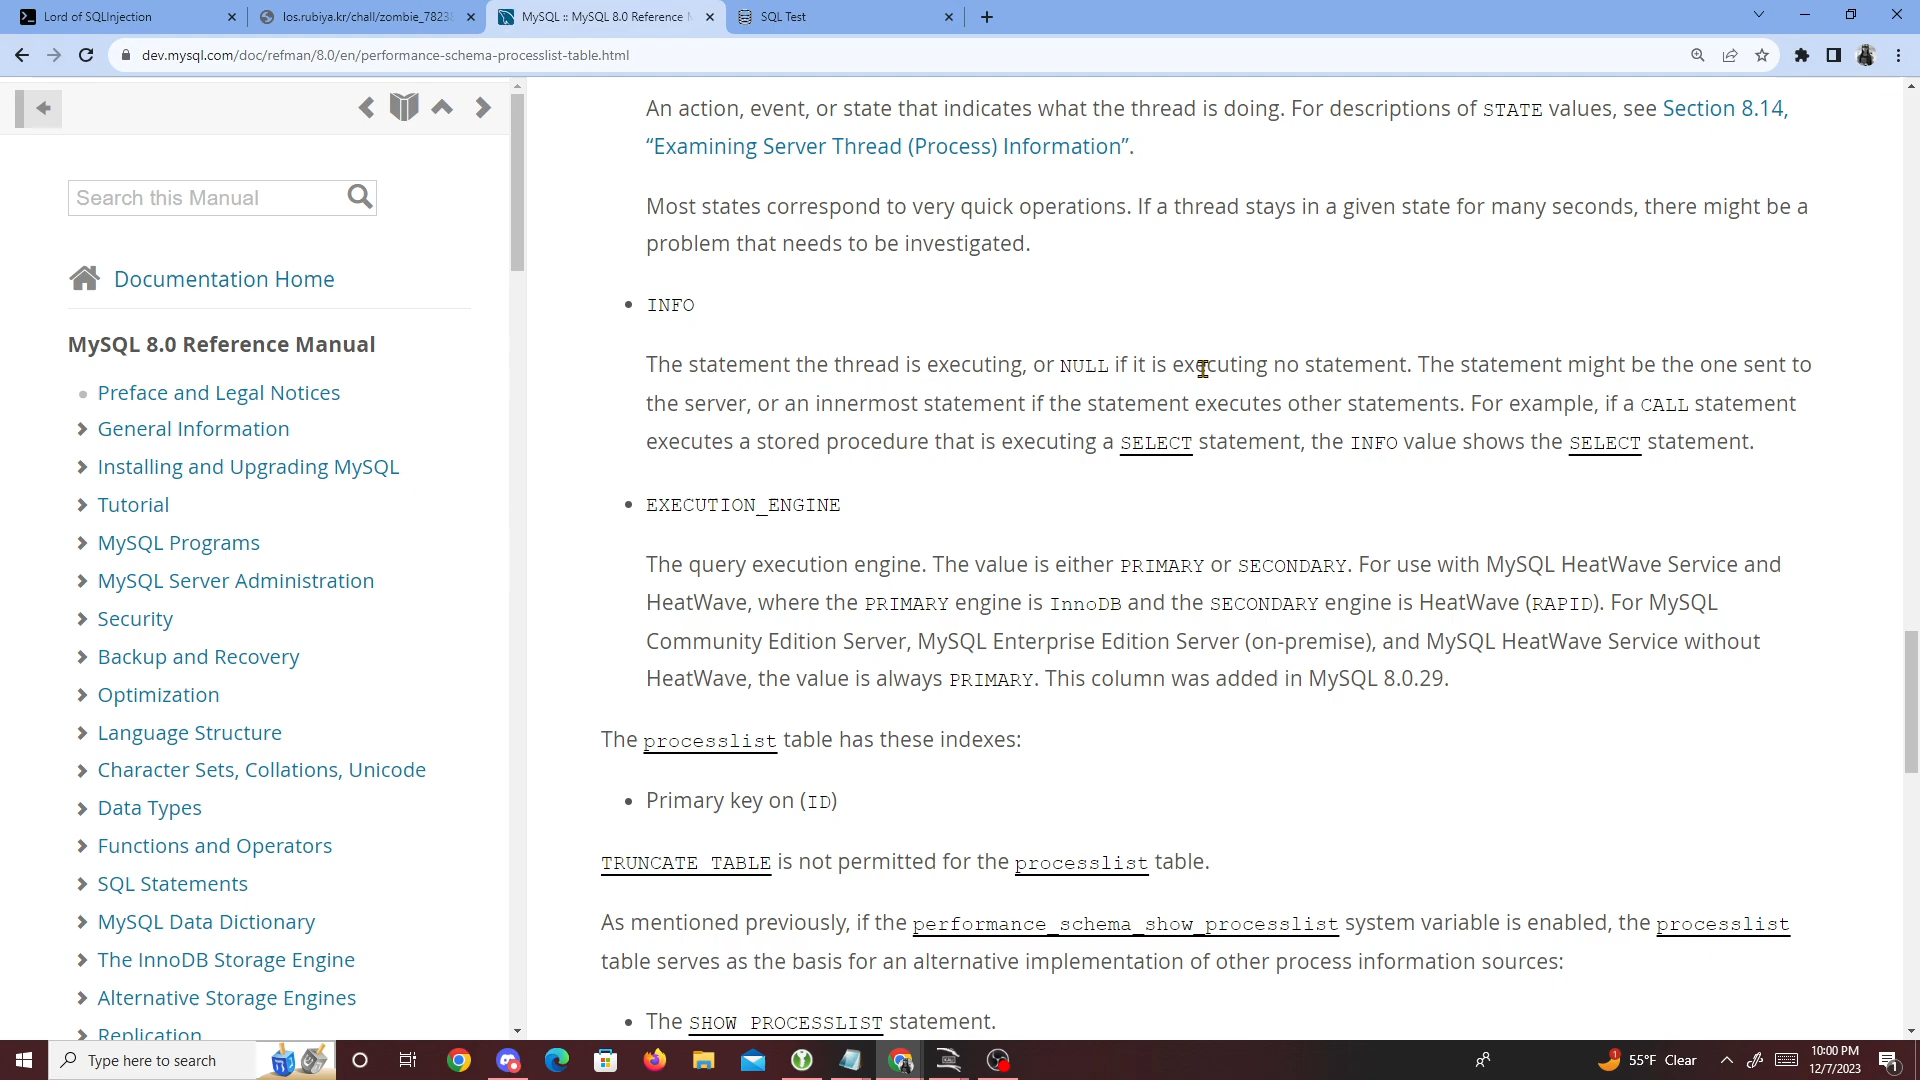 Lord of SQLInjection
los.rubiya.kr/chall/zombie_7823
MySQL :: MySQL 8.0 Reference M
SQL Test
dev.mysql.com/doc/refman/8.0/en/performance-schema-processlist-table.html
Search this Manual
Documentation Home
MySQL 8.0 Reference Manual
Preface and Legal Notices
General Information
Installing and Upgrading MySQL
Tutorial
MySQL Programs
MySQL Server Administration
Security
Backup and Recovery
Optimization
Language Structure
Character Sets, Collations, Unicode
Data Types
Functions and Operators
SQL Statements
MySQL Data Dictionary
The InnoDB Storage Engine
Alternative Storage Engines
Replication
An action, event, or state that indicates what the thread is doing. For descriptions of STATE values, see Section 8.14,
“Examining Server Thread (Process) Information”.
Most states correspond to very quick operations. If a thread stays in a given state for many seconds, there might be a
problem that needs to be investigated.
INFO
The statement the thread is executing, or NULL if it is executing no statement. The statement might be the one sent to
the server, or an innermost statement if the statement executes other statements. For example, if a CALL statement
executes a stored procedure that is executing a SELECT statement, the INFO value shows the SELECT statement.
EXECUTION_ENGINE
The query execution engine. The value is either PRIMARY or SECONDARY. For use with MySQL HeatWave Service and
HeatWave, where the PRIMARY engine is InnoDB and the SECONDARY engine is HeatWave (RAPID). For MySQL
Community Edition Server, MySQL Enterprise Edition Server (on-premise), and MySQL HeatWave Service without
HeatWave, the value is always PRIMARY. This column was added in MySQL 8.0.29.
The processlist table has these indexes:
Primary key on (ID)
TRUNCATE TABLE is not permitted for the processlist table.
As mentioned previously, if the performance_schema_show_processlist system variable is enabled, the processlist
table serves as the basis for an alternative implementation of other process information sources:
The SHOW PROCESSLIST statement.
Type here to search
55°F Clear
10:00 PM
12/7/2023